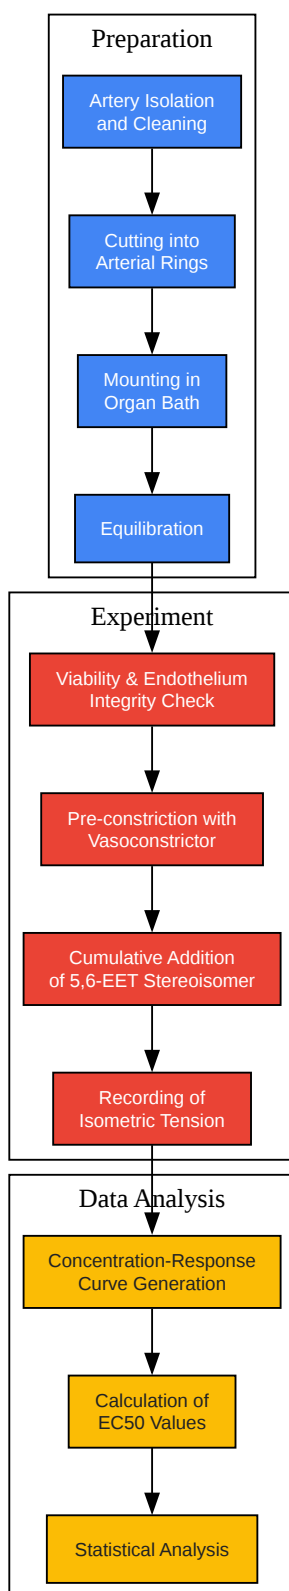 Preparation
Artery Isolation
and Cleaning
Cutting into
Arterial Rings
Mounting in
Organ Bath
Equilibration
Experiment
Viability & Endothelium
Integrity Check
Pre-constriction with
Vasoconstrictor
Cumulative Addition
of 5,6-EET Stereoisomer
Recording of
Isometric Tension
Data Analysis
Concentration-Response
Curve Generation
Calculation of
EC50 Values
Statistical Analysis